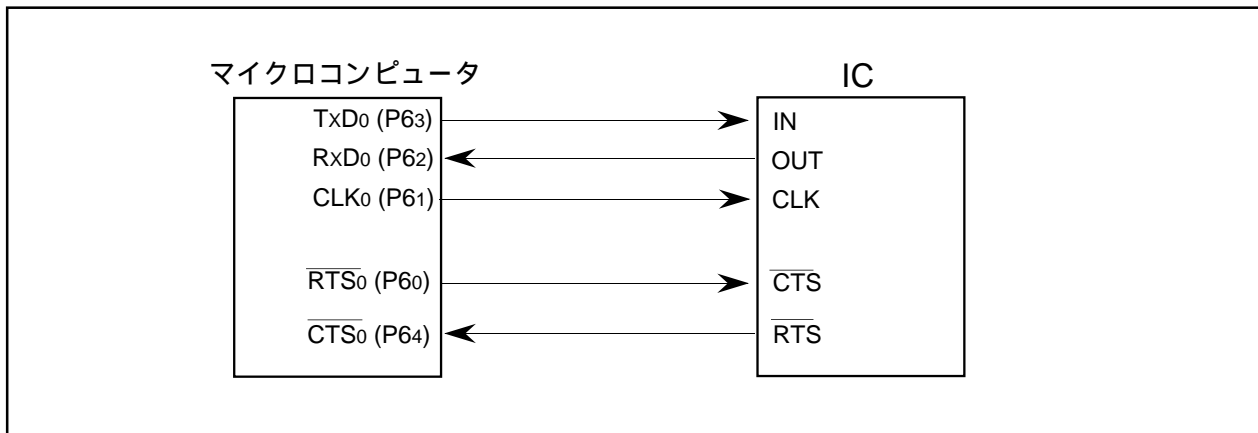 マイクロコンピュータ
TxD0 (P63)
RxD0 (P62)
CLK0 (P61)
RTS0 (P60)
CTS0 (P64)
IC
IN
OUT
CLK
CTS
RTS